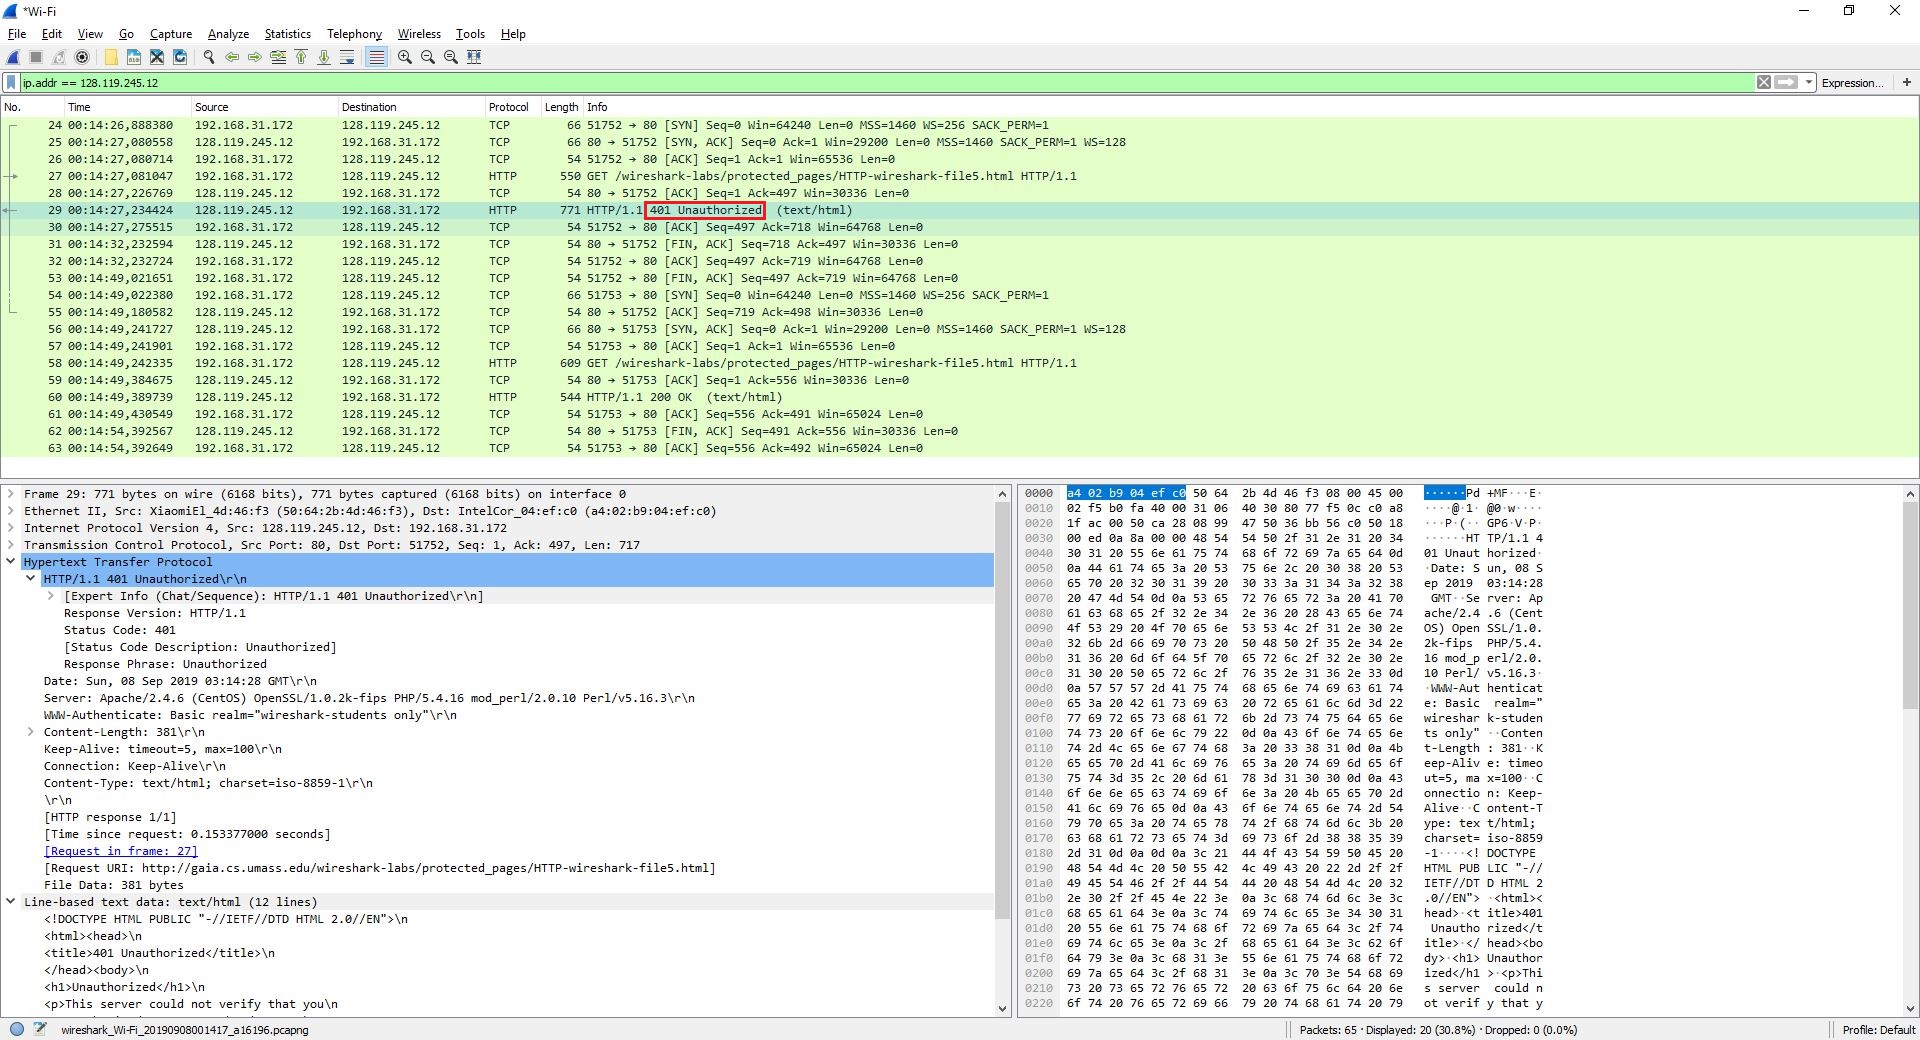 *Wi-Fi
File Edit View Go Capture Analyze Statistics Telephony Wireless Tools Help
ip.addr == 128.119.245.12 Expression... +
No. Time Source Destination Protocol Length Info
24 00:14:26,888380 192.168.31.172 128.119.245.12 TCP 66 51752 → 80 [SYN] Seq=0 Win=64240 Len=0 MSS=1460 WS=256 SACK_PERM=1
25 00:14:27,080558 128.119.245.12 192.168.31.172 TCP 66 80 → 51752 [SYN, ACK] Seq=0 Ack=1 Win=29200 Len=0 MSS=1460 SACK_PERM=1 WS=128
26 00:14:27,080714 192.168.31.172 128.119.245.12 TCP 54 51752 → 80 [ACK] Seq=1 Ack=1 Win=65536 Len=0
27 00:14:27,081047 192.168.31.172 128.119.245.12 HTTP 550 GET /wireshark-labs/protected_pages/HTTP-wireshark-file5.html HTTP/1.1
28 00:14:27,226769 128.119.245.12 192.168.31.172 TCP 54 80 → 51752 [ACK] Seq=1 Ack=497 Win=30336 Len=0
29 00:14:27,234424 128.119.245.12 192.168.31.172 HTTP 771 HTTP/1.1 401 Unauthorized (text/html)
30 00:14:27,275515 192.168.31.172 128.119.245.12 TCP 54 51752 → 80 [ACK] Seq=497 Ack=718 Win=64768 Len=0
31 00:14:32,232594 128.119.245.12 192.168.31.172 TCP 54 80 → 51752 [FIN, ACK] Seq=718 Ack=497 Win=30336 Len=0
32 00:14:32,232724 192.168.31.172 128.119.245.12 TCP 54 51752 → 80 [ACK] Seq=497 Ack=719 Win=64768 Len=0
53 00:14:49,021651 192.168.31.172 128.119.245.12 TCP 54 51752 → 80 [FIN, ACK] Seq=497 Ack=719 Win=64768 Len=0
54 00:14:49,022380 192.168.31.172 128.119.245.12 TCP 66 51753 → 80 [SYN] Seq=0 Win=64240 Len=0 MSS=1460 WS=256 SACK_PERM=1
55 00:14:49,180582 128.119.245.12 192.168.31.172 TCP 54 80 → 51752 [ACK] Seq=719 Ack=498 Win=30336 Len=0
56 00:14:49,241727 128.119.245.12 192.168.31.172 TCP 66 80 → 51753 [SYN, ACK] Seq=0 Ack=1 Win=29200 Len=0 MSS=1460 SACK_PERM=1 WS=128
57 00:14:49,241901 192.168.31.172 128.119.245.12 TCP 54 51753 → 80 [ACK] Seq=1 Ack=1 Win=65536 Len=0
58 00:14:49,242335 192.168.31.172 128.119.245.12 HTTP 609 GET /wireshark-labs/protected_pages/HTTP-wireshark-file5.html HTTP/1.1
59 00:14:49,384675 128.119.245.12 192.168.31.172 TCP 54 80 → 51753 [ACK] Seq=1 Ack=556 Win=30336 Len=0
60 00:14:49,389739 128.119.245.12 192.168.31.172 HTTP 544 HTTP/1.1 200 OK (text/html)
61 00:14:49,430549 192.168.31.172 128.119.245.12 TCP 54 51753 → 80 [ACK] Seq=556 Ack=491 Win=65024 Len=0
62 00:14:54,392567 128.119.245.12 192.168.31.172 TCP 54 80 → 51753 [FIN, ACK] Seq=491 Ack=556 Win=30336 Len=0
63 00:14:54,392649 192.168.31.172 128.119.245.12 TCP 54 51753 → 80 [ACK] Seq=556 Ack=492 Win=65024 Len=0
Frame 29: 771 bytes on wire (6168 bits), 771 bytes captured (6168 bits) on interface 0
Ethernet II, Src: XiaomiEl_4d:46:f3 (50:64:2b:4d:46:f3), Dst: IntelCor_04:ef:c0 (a4:02:b9:04:ef:c0)
Internet Protocol Version 4, Src: 128.119.245.12, Dst: 192.168.31.172
Transmission Control Protocol, Src Port: 80, Dst Port: 51752, Seq: 1, Ack: 497, Len: 717
Hypertext Transfer Protocol
HTTP/1.1 401 Unauthorized\r\n
[Expert Info (Chat/Sequence): HTTP/1.1 401 Unauthorized\r\n]
Response Version: HTTP/1.1
Status Code: 401
[Status Code Description: Unauthorized]
Response Phrase: Unauthorized
Date: Sun, 08 Sep 2019 03:14:28 GMT\r\n
Server: Apache/2.4.6 (CentOS) OpenSSL/1.0.2k-fips PHP/5.4.16 mod_perl/2.0.10 Perl/v5.16.3\r\n
WWW-Authenticate: Basic realm="wireshark-students only"\r\n
Content-Length: 381\r\n
Keep-Alive: timeout=5, max=100\r\n
Connection: Keep-Alive\r\n
Content-Type: text/html; charset=iso-8859-1\r\n
\r\n
[HTTP response 1/1]
[Time since request: 0.153377000 seconds]
[Request in frame: 27]
[Request URI: http://gaia.cs.umass.edu/wireshark-labs/protected_pages/HTTP-wireshark-file5.html]
File Data: 381 bytes
Line-based text data: text/html (12 lines)
<!DOCTYPE HTML PUBLIC "-//IETF//DTD HTML 2.0//EN">\n
<html><head>\n
<title>401 Unauthorized</title>\n
</head><body>\n
<h1>Unauthorized</h1>\n
<p>This server could not verify that you\n
0000 a4 02 b9 04 ef c0 50 64 2b 4d 46 f3 08 00 45 00 ······Pd +MF···E·
0010 02 f5 b0 fa 40 00 31 06 40 30 80 77 f5 0c c0 a8 ····@·1· @0·w····
0020 1f ac 00 50 ca 28 08 99 47 50 36 bb 56 c0 50 18 ···P·(·· GP6·V·P·
0030 00 ed 0a 8a 00 00 48 54 54 50 2f 31 2e 31 20 34 ······HT TP/1.1 4
0040 30 31 20 55 6e 61 75 74 68 6f 72 69 7a 65 64 0d 01 Unaut horized·
0050 0a 44 61 74 65 3a 20 53 75 6e 2c 20 30 38 20 53 ·Date: S un, 08 S
0060 65 70 20 32 30 31 39 20 30 33 3a 31 34 3a 32 38 ep 2019 03:14:28
0070 20 47 4d 54 0d 0a 53 65 72 76 65 72 3a 20 41 70 GMT··Se rver: Ap
0080 61 63 68 65 2f 32 2e 34 2e 36 20 28 43 65 6e 74 ache/2.4 .6 (Cent
0090 4f 53 29 20 4f 70 65 6e 53 53 4c 2f 31 2e 30 2e OS) Open SSL/1.0.
00a0 32 6b 2d 66 69 70 73 20 50 48 50 2f 35 2e 34 2e 2k-fips PHP/5.4.
00b0 31 36 20 6d 6f 64 5f 70 65 72 6c 2f 32 2e 30 2e 16 mod_p erl/2.0.
00c0 31 30 20 50 65 72 6c 2f 76 35 2e 31 36 2e 33 0d 10 Perl/ v5.16.3·
00d0 0a 57 57 57 2d 41 75 74 68 65 6e 74 69 63 61 74 ·WWW-Aut henticat
00e0 65 3a 20 42 61 73 69 63 20 72 65 61 6c 6d 3d 22 e: Basic realm="
00f0 77 69 72 65 73 68 61 72 6b 2d 73 74 75 64 65 6e wireshar k-studen
0100 74 73 20 6f 6e 6c 79 22 0d 0a 43 6f 6e 74 65 6e ts only" ··Conten
0110 74 2d 4c 65 6e 67 74 68 3a 20 33 38 31 0d 0a 4b t-Length : 381··K
0120 65 65 70 2d 41 6c 69 76 65 3a 20 74 69 6d 65 6f eep-Aliv e: timeo
0130 75 74 3d 35 2c 20 6d 61 78 3d 31 30 30 0d 0a 43 ut=5, ma x=100··C
0140 6f 6e 6e 65 63 74 69 6f 6e 3a 20 4b 65 65 70 2d onnectio n: Keep-
0150 41 6c 69 76 65 0d 0a 43 6f 6e 74 65 6e 74 2d 54 Alive··C ontent-T
0160 79 70 65 3a 20 74 65 78 74 2f 68 74 6d 6c 3b 20 ype: tex t/html;
0170 63 68 61 72 73 65 74 3d 69 73 6f 2d 38 38 35 39 charset= iso-8859
0180 2d 31 0d 0a 0d 0a 3c 21 44 4f 43 54 59 50 45 20 -1····<! DOCTYPE
0190 48 54 4d 4c 20 50 55 42 4c 49 43 20 22 2d 2f 2f HTML PUB LIC "-//
01a0 49 45 54 46 2f 2f 44 54 44 20 48 54 4d 4c 20 32 IETF//DT D HTML 2
01b0 2e 30 2f 2f 45 4e 22 3e 0a 3c 68 74 6d 6c 3e 3c .0//EN"> ·<html><
01c0 68 65 61 64 3e 0a 3c 74 69 74 6c 65 3e 34 30 31 head>·<t itle>401
01d0 20 55 6e 61 75 74 68 6f 72 69 7a 65 64 3c 2f 74 Unautho rized</t
01e0 69 74 6c 65 3e 0a 3c 2f 68 65 61 64 3e 3c 62 6f itle>·</ head><bo
01f0 64 79 3e 0a 3c 68 31 3e 55 6e 61 75 74 68 6f 72 dy>·<h1> Unauthor
0200 69 7a 65 64 3c 2f 68 31 3e 0a 3c 70 3e 54 68 69 ized</h1 >·<p>Thi
0210 73 20 73 65 72 76 65 72 20 63 6f 75 6c 64 20 6e s server could n
0220 6f 74 20 76 65 72 69 66 79 20 74 68 61 74 20 79 ot verif y that y
wireshark_Wi-Fi_20190908001417_a16196.pcapng Packets: 65 · Displayed: 20 (30.8%) · Dropped: 0 (0.0%) Profile: Default